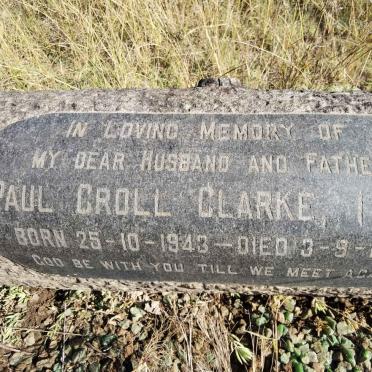 IN LOVING MEMORY OF
MY DEAR HUSBAND AND FATHE
PAUL CROLL CLARKE,
BORN 25-10-1943-DIED 3-9-
GOD BE WITH YOU TILL WE MEET AGA